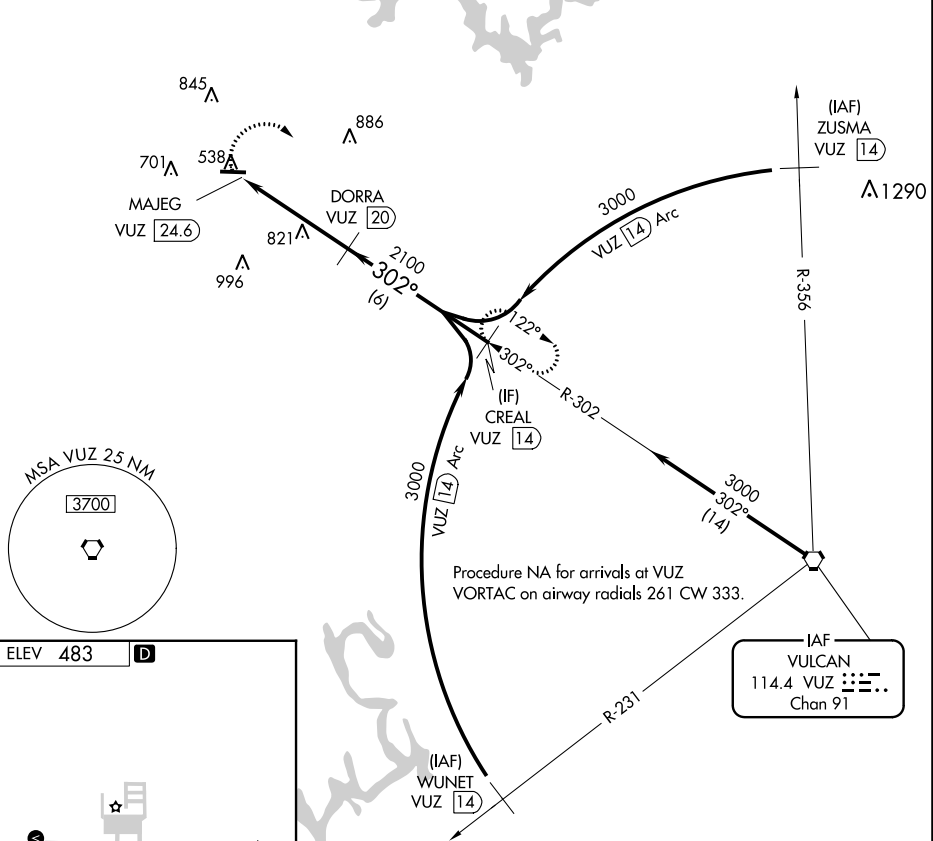 845
886
701
538
MAJEG
VUZ 24.6
DORRA
VUZ 20
821
996
2100
302°
(6)
(IAF)
ZUSMA
VUZ 14
1290
3000
VUZ 14 Arc
R-356
122°
302°
R-302
(IF)
CREAL
VUZ 14
3000
VUZ 14 Arc
3000
302°
(14)
MSA VUZ 25 NM
3700
Procedure NA for arrivals at VUZ
VORTAC on airway radials 261 CW 333.
IAF
VULCAN
114.4 VUZ
Chan 91
R-231
(IAF)
WUNET
VUZ 14
ELEV 483
D
V